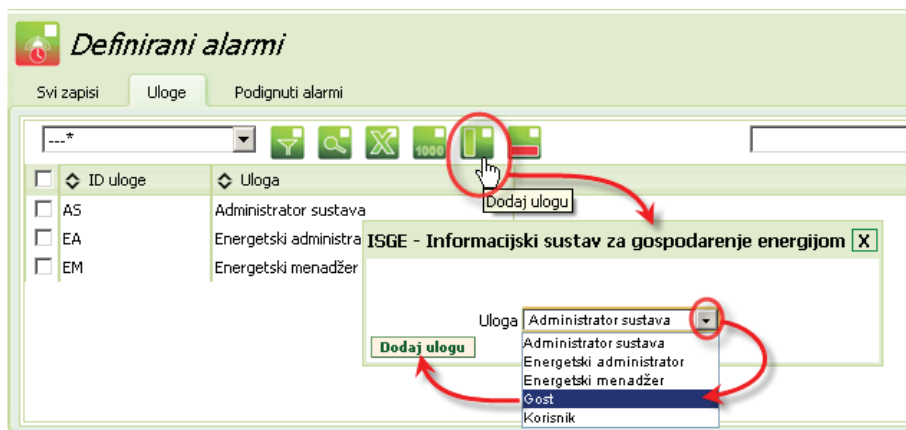 Definirani alarmi
Svi zapisi Uloge Podignuti alarmi
---* 1000
ID uloge Uloga
Dodaj ulogu
AS Administrator sustava
EA Energetski administra
EM Energetski menadžer
ISGE - Informacijski sustav za gospodarenje energijom X
Uloga Administrator sustava
Dodaj ulogu
Administrator sustava
Energetski administrator
Energetski menadžer
Gost
Korisnik